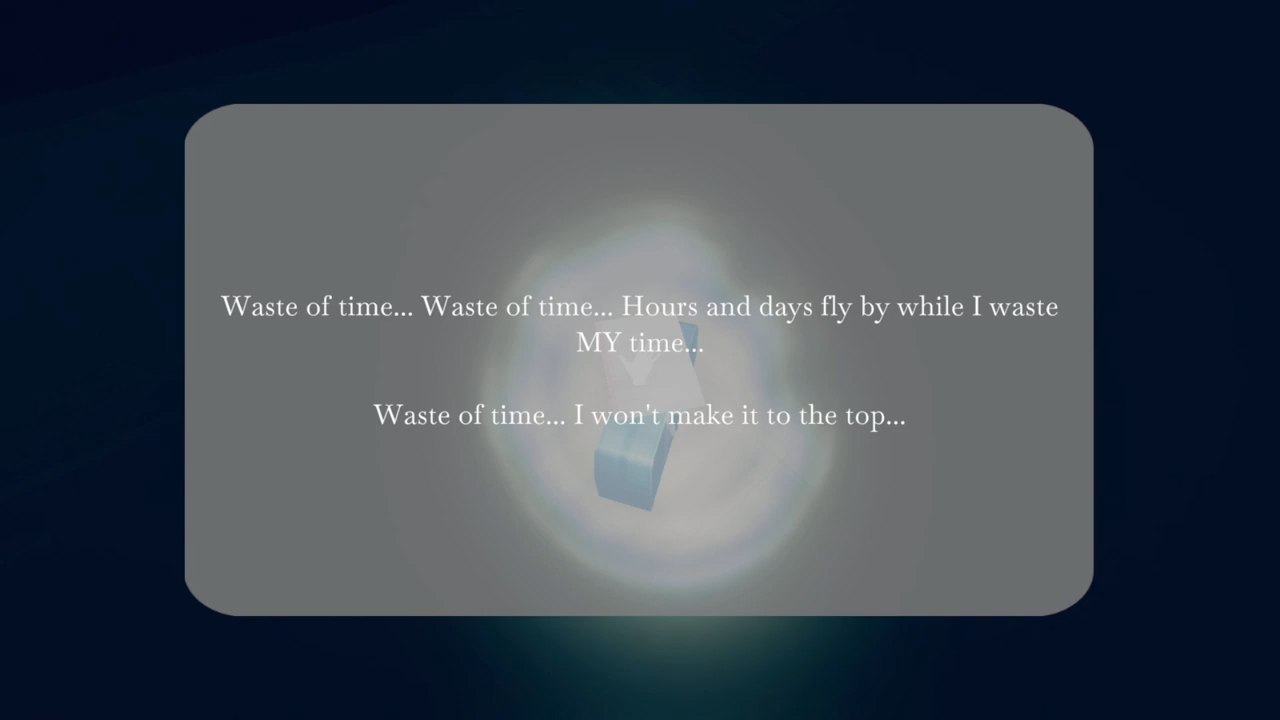 Waste of time... Waste of time... Hours and days fly by while I waste
MY time...
Waste of time... I won't make it to the top...